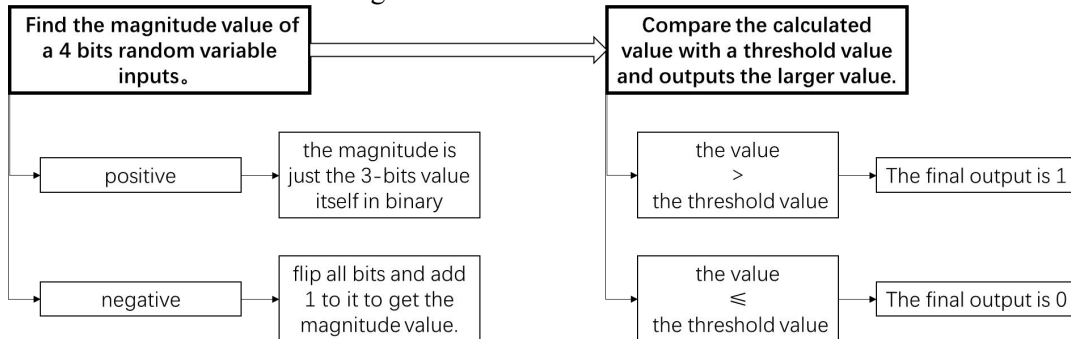 Find the magnitude value of
a 4 bits random variable
inputs。
Compare the calculated
value with a threshold value
and outputs the larger value.
positive
the magnitude is
just the 3-bits value
itself in binary
negative
flip all bits and add
1 to it to get the
magnitude value.
the value
>
the threshold value
The final output is 1
the value
≤
the threshold value
The final output is 0